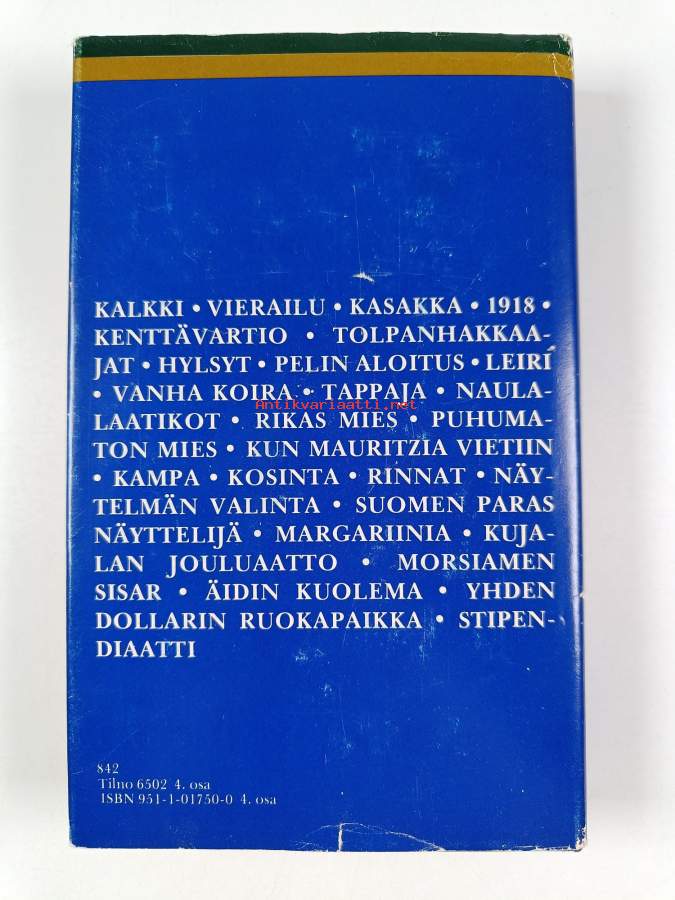 KALKKI • VIERAILU • KASAKKA • 1918 •
KENTTÄVARTIO • TOLPANHAKKAA-
JAT • HYLSYT • PELIN ALOITUS • LEIRI
• VANHA KOIRA • TAPPAJA • NAULA-
Antikvariaatti.net
LAATIKOT • RIKAS MIES • PUHUMA-
TON MIES • KUN MAURITZIA VIETIIN
• KAMPA • KOSINTA • RINNAT • NÄY-
TELMÄN VALINTA • SUOMEN PARAS
NÄYTTELIJÄ • MARGARIINIA • KUJA-
LAN JOULUAATTO • MORSIAMEN
SISAR • ÄIDIN KUOLEMA • YHDEN
DOLLARIN RUOKAPAIKKA • STIPEN-
DIAATTI
842
Tilno 6502 4. osa
ISBN 951-1-01750-0 4. osa